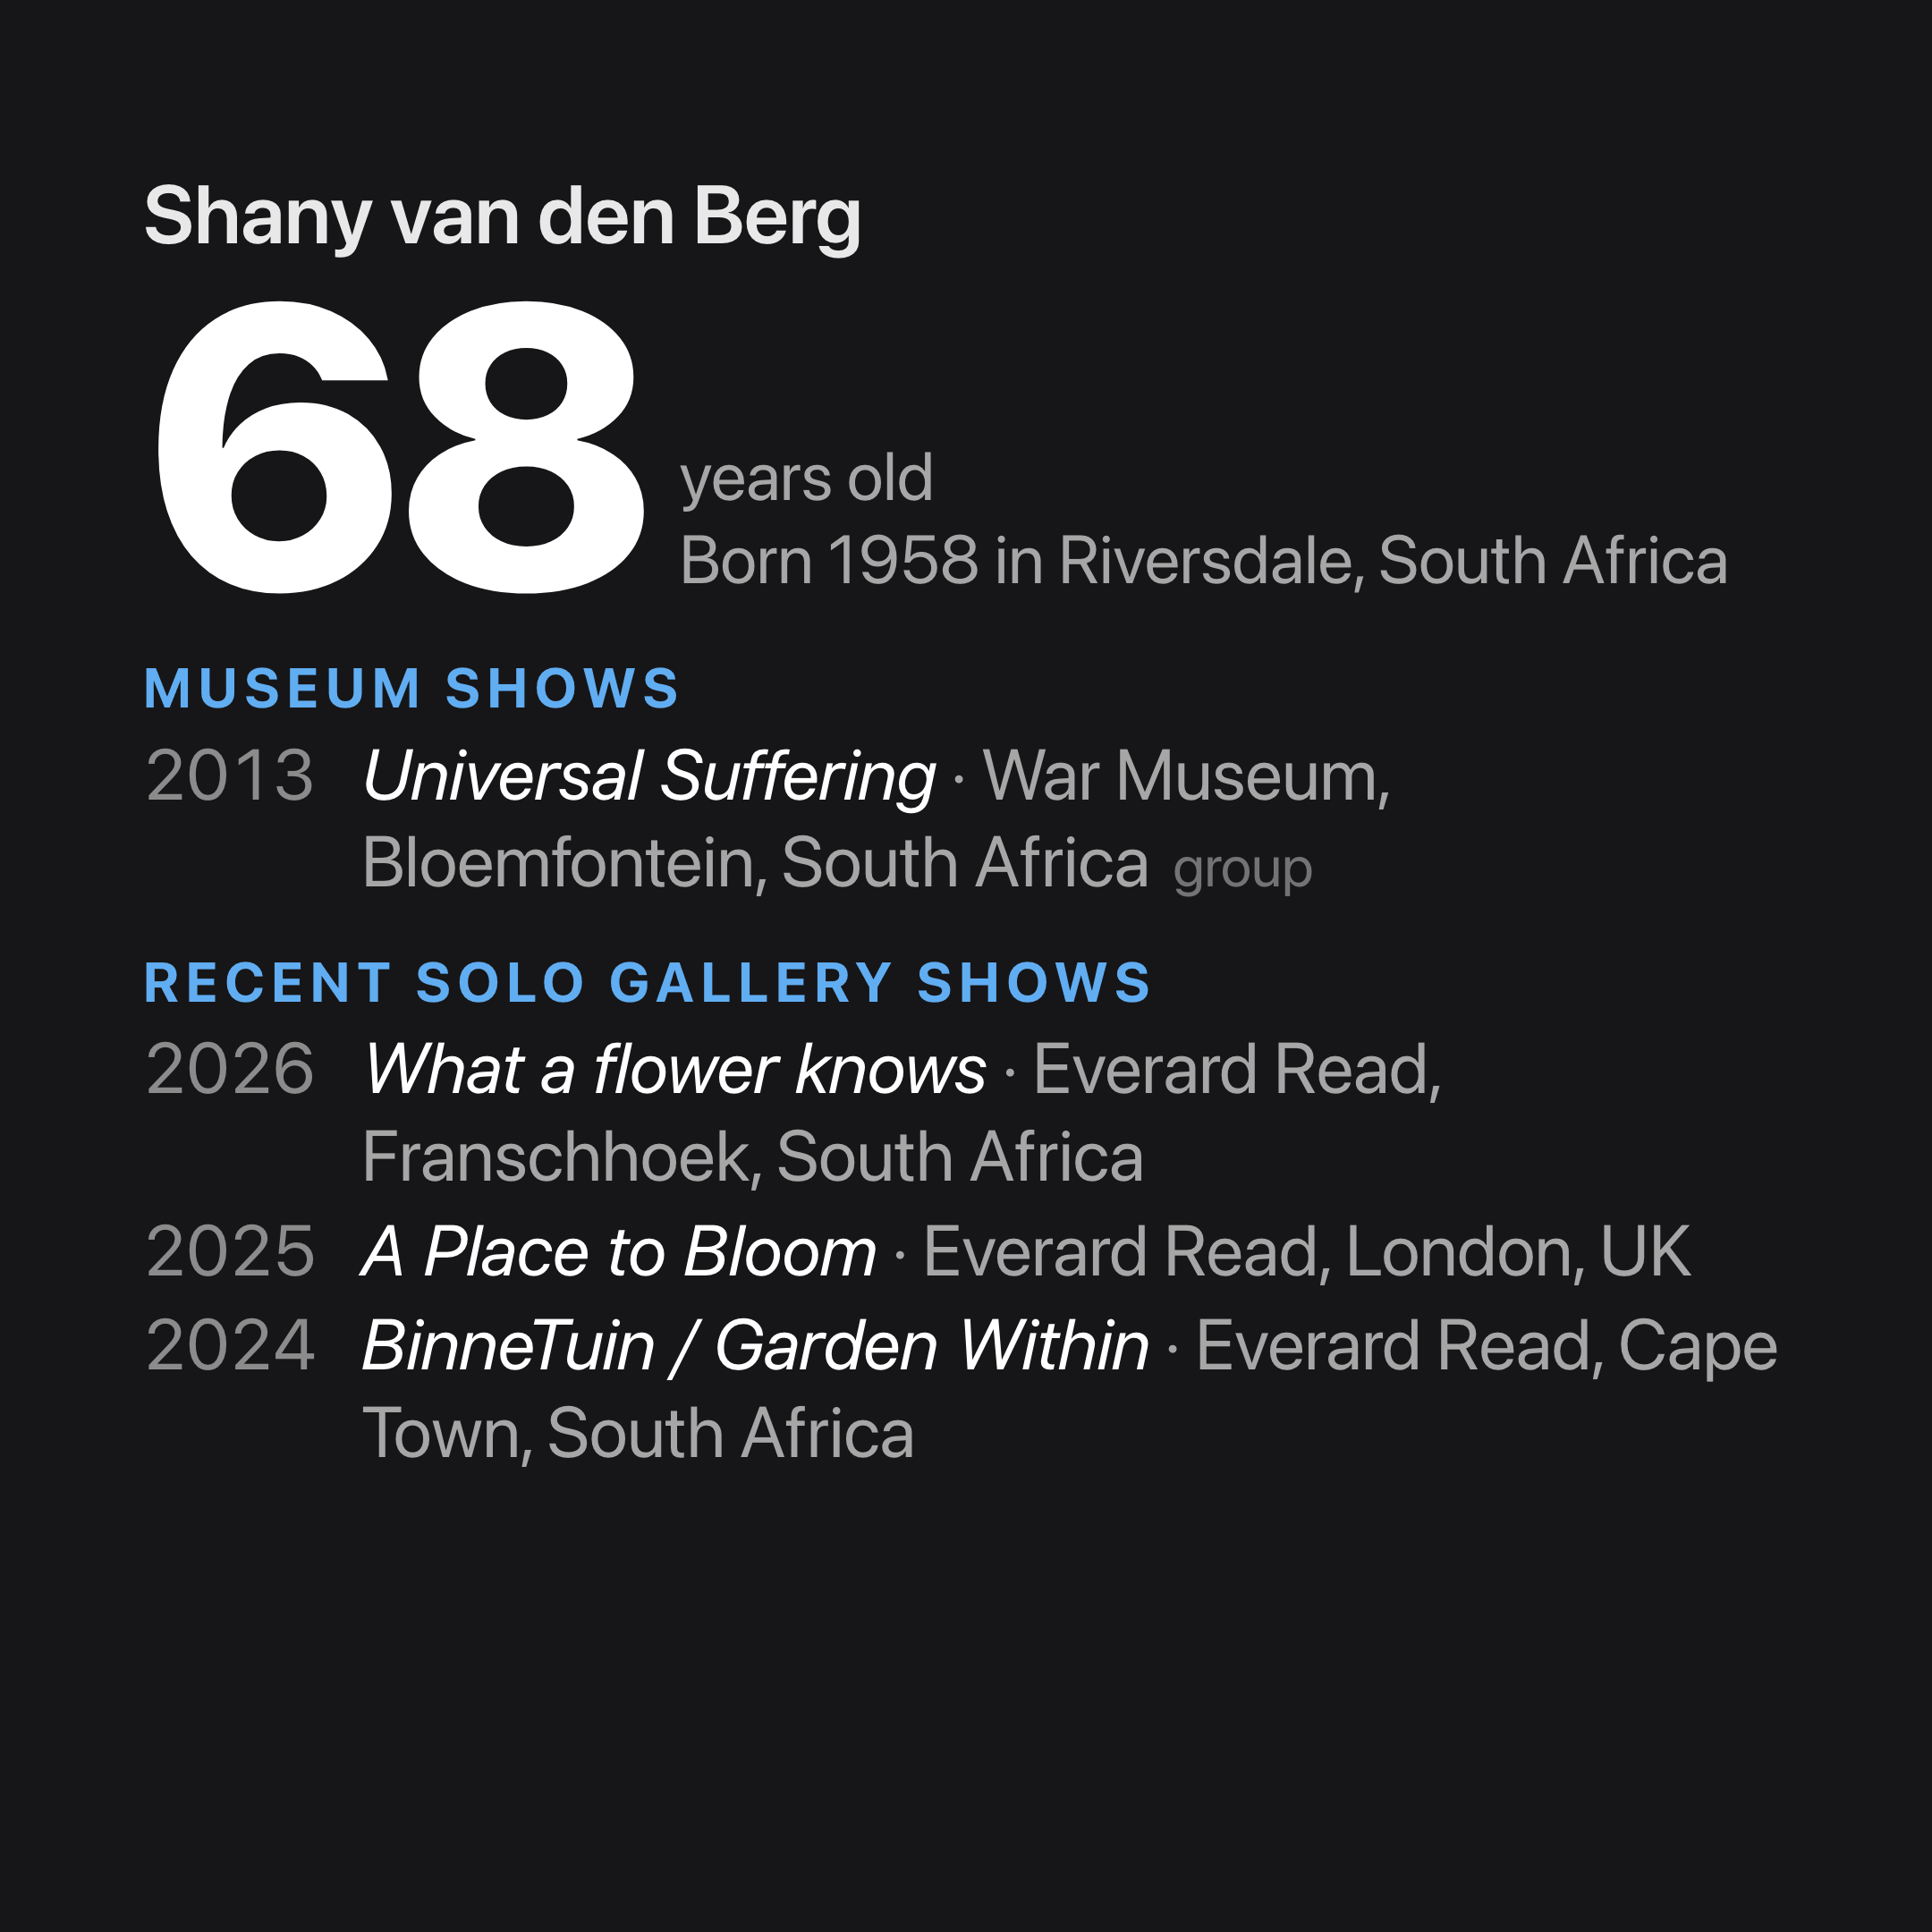 Shany van den Berg
68
years old
Born 1958 in Riversdale, South Africa
MUSEUM SHOWS
2013 Universal Suffering · War Museum,
Bloemfontein, South Africa group
RECENT SOLO GALLERY SHOWS
2026 What a flower knows · Everard Read,
Franschhoek, South Africa
2025 A Place to Bloom · Everard Read, London, UK
2024 BinneTuin / Garden Within · Everard Read, Cape
Town, South Africa